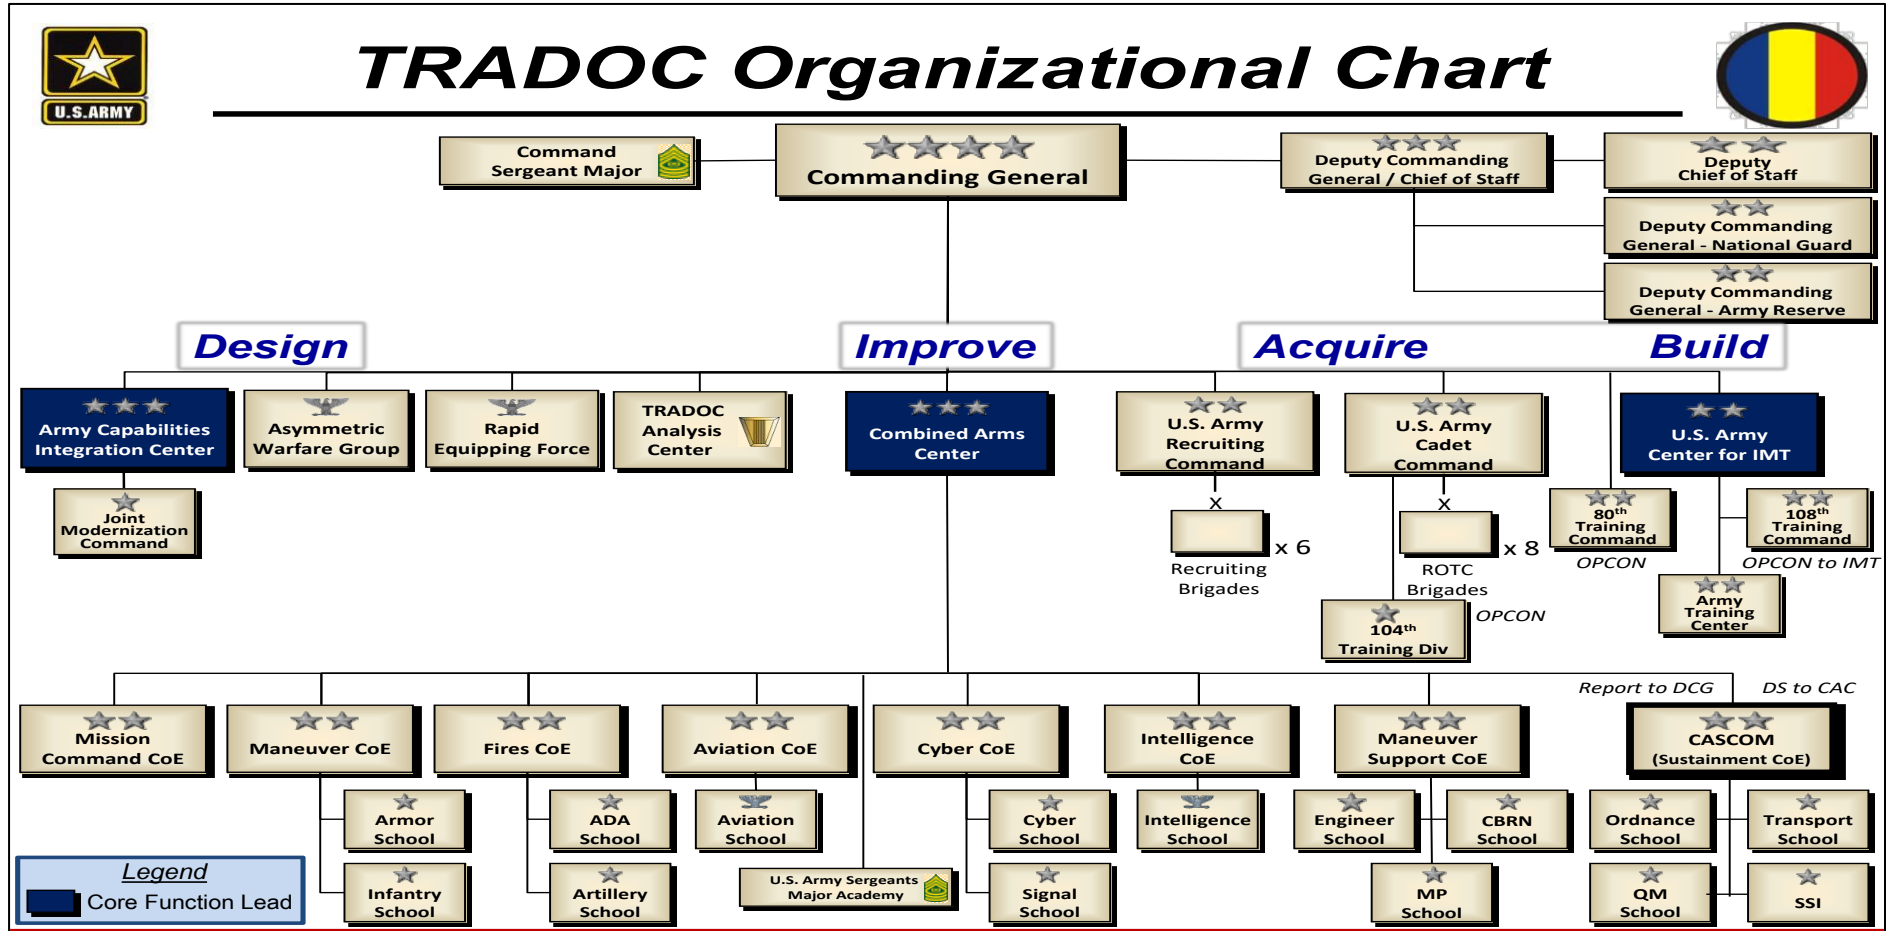 TRADOC Organizational Chart
U.S.ARMY
Command
Sergeant Major
Commanding General
Deputy Commanding
General / Chief of Staff
Deputy
Chief of Staff
Deputy Commanding
General - National Guard
Deputy Commanding
General - Army Reserve
Design
Improve
Acquire
Build
Army Capabilities
Integration Center
Asymmetric
Warfare Group
Rapid
Equipping Force
TRADOC
Analysis
Center
Combined Arms
Center
U.S. Army
Recruiting
Command
U.S. Army
Cadet
Command
U.S. Army
Center for IMT
Joint
Modernization
Command
X
x 6
Recruiting
Brigades
X
x 8
ROTC
Brigades
104th
Training Div
OPCON
80th
Training
Command
OPCON
108th
Training
Command
OPCON to IMT
Army
Training
Center
Report to DCG
DS to CAC
Mission
Command CoE
Maneuver CoE
Fires CoE
Aviation CoE
Cyber CoE
Intelligence
CoE
Maneuver
Support CoE
CASCOM
(Sustainment CoE)
Armor
School
Infantry
School
ADA
School
Artillery
School
Aviation
School
U.S. Army Sergeants
Major Academy
Cyber
School
Signal
School
Intelligence
School
Engineer
School
CBRN
School
MP
School
Ordnance
School
Transport
School
QM
School
SSI
Legend
Core Function Lead